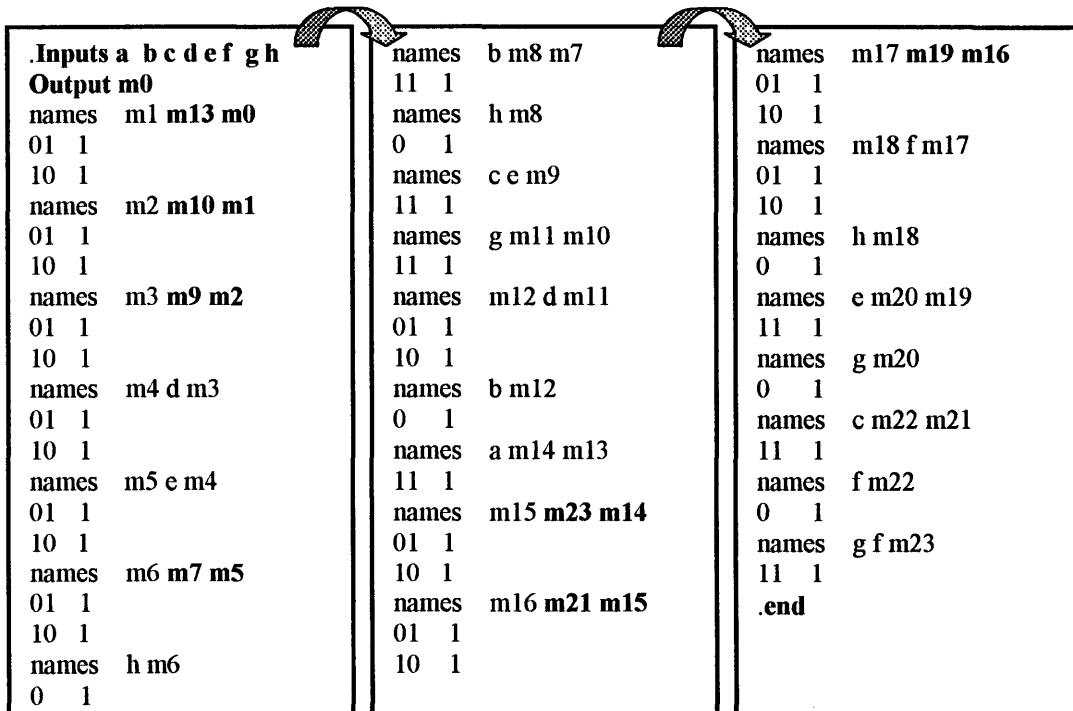 .Inputs a b c d e f g h
Output m0
names m1 m13 m0
01 1
10 1
names m2 m10 m1
01 1
10 1
names m3 m9 m2
01 1
10 1
names m4 d m3
01 1
10 1
names m5 e m4
01 1
10 1
names m6 m7 m5
01 1
10 1
names h m6
0 1
names b m8 m7
11 1
names h m8
0 1
names c e m9
11 1
names g m11 m10
11 1
names m12 d m11
01 1
10 1
names b m12
0 1
names a m14 m13
11 1
names m15 m23 m14
01 1
10 1
names m16 m21 m15
01 1
10 1
names m17 m19 m16
01 1
10 1
names m18 f m17
01 1
10 1
names h m18
0 1
names e m20 m19
11 1
names g m20
0 1
names c m22 m21
11 1
names f m22
0 1
names g f m23
11 1
.end